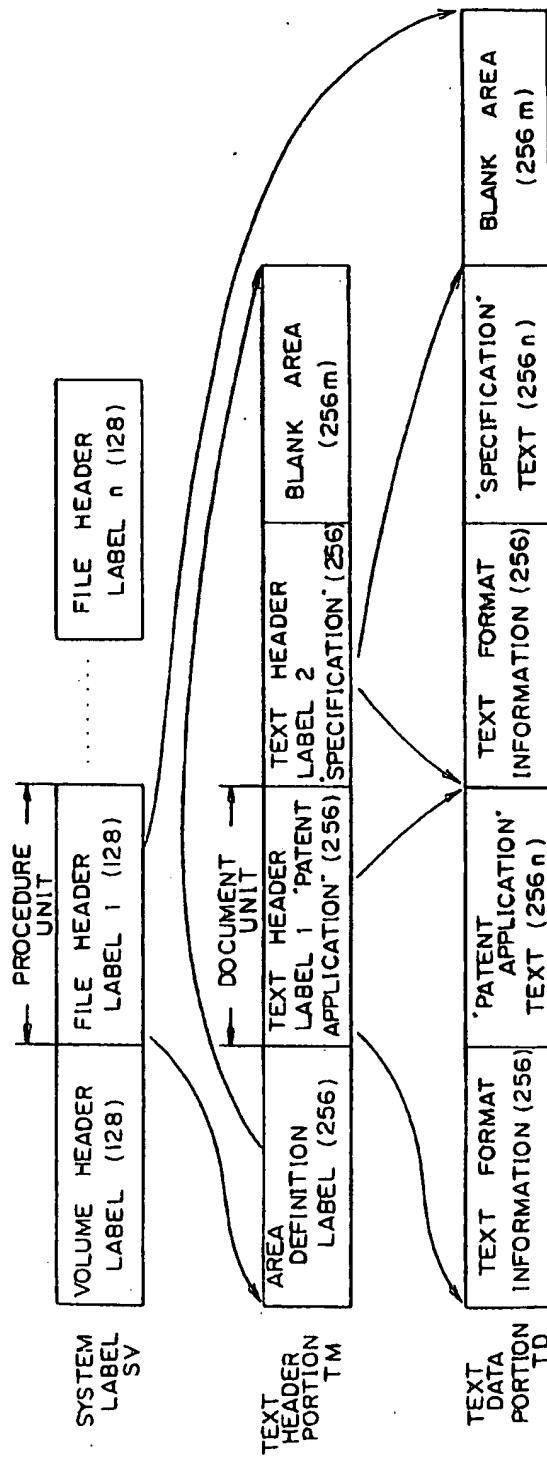 SYSTEM
LABEL
SV
VOLUME HEADER
LABEL (128)
PROCEDURE
UNIT
FILE HEADER
LABEL 1 (128)
FILE HEADER
LABEL n (128)
TEXT
HEADER
PORTION
TM
AREA
DEFINITION
LABEL (256)
DOCUMENT
UNIT
TEXT HEADER
LABEL 1 "PATENT
APPLICATION" (256)
TEXT HEADER
LABEL 2
"SPECIFICATION" (256)
BLANK AREA
(256m)
TEXT
DATA
PORTION
TD
TEXT FORMAT
INFORMATION (256)
"PATENT
APPLICATION"
TEXT (256n)
TEXT FORMAT
INFORMATION (256)
"SPECIFICATION"
TEXT (256n)
BLANK AREA
(256m)